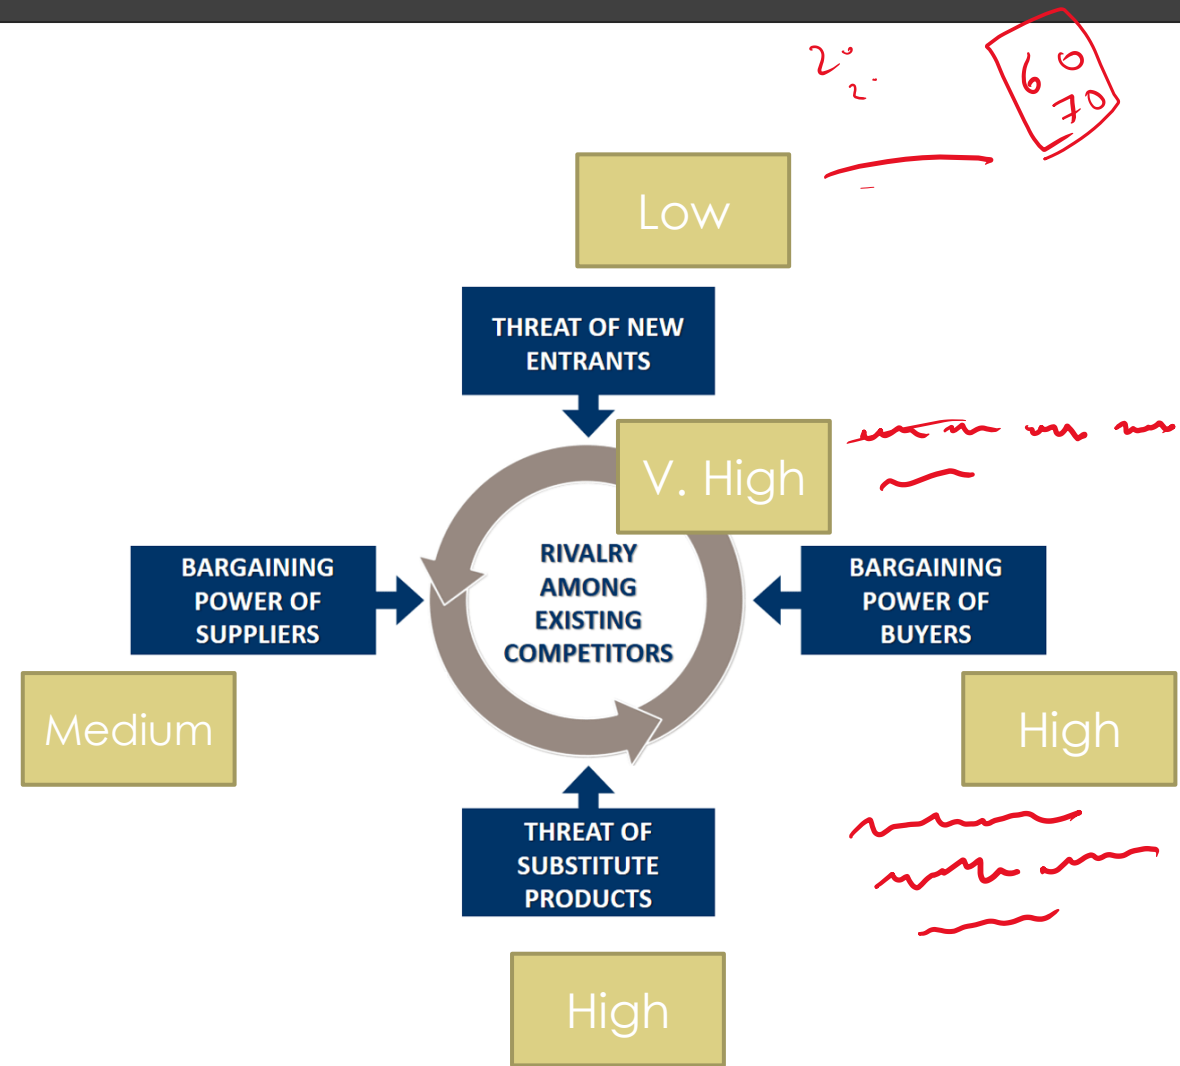 60
70
Low
THREAT OF NEW
ENTRANTS
V. High
RIVALRY
AMONG
EXISTING
COMPETITORS
BARGAINING
POWER OF
SUPPLIERS
BARGAINING
POWER OF
BUYERS
Medium
High
THREAT OF
SUBSTITUTE
PRODUCTS
High